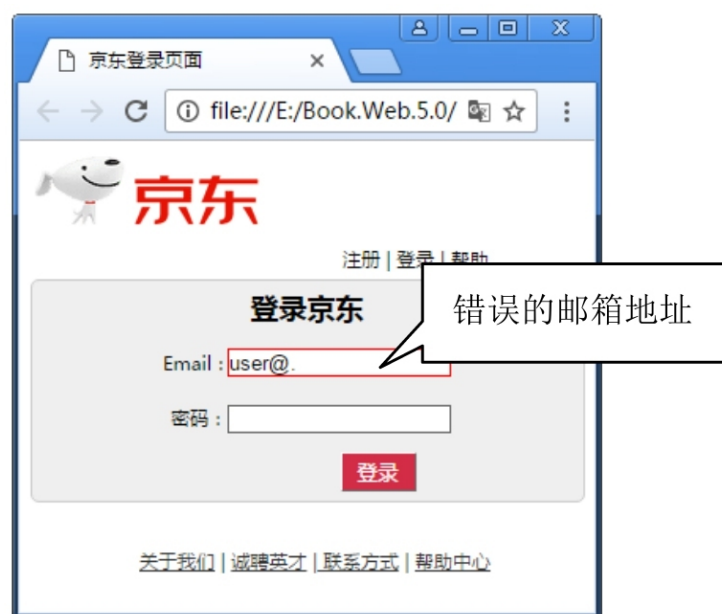 京东登录页面
file:///E:/Book.Web.5.0/
京东
注册 | 登录 | 帮助
登录京东
错误的邮箱地址
Email : user@.
密码 :
登录
关于我们 | 诚聘英才 | 联系方式 | 帮助中心